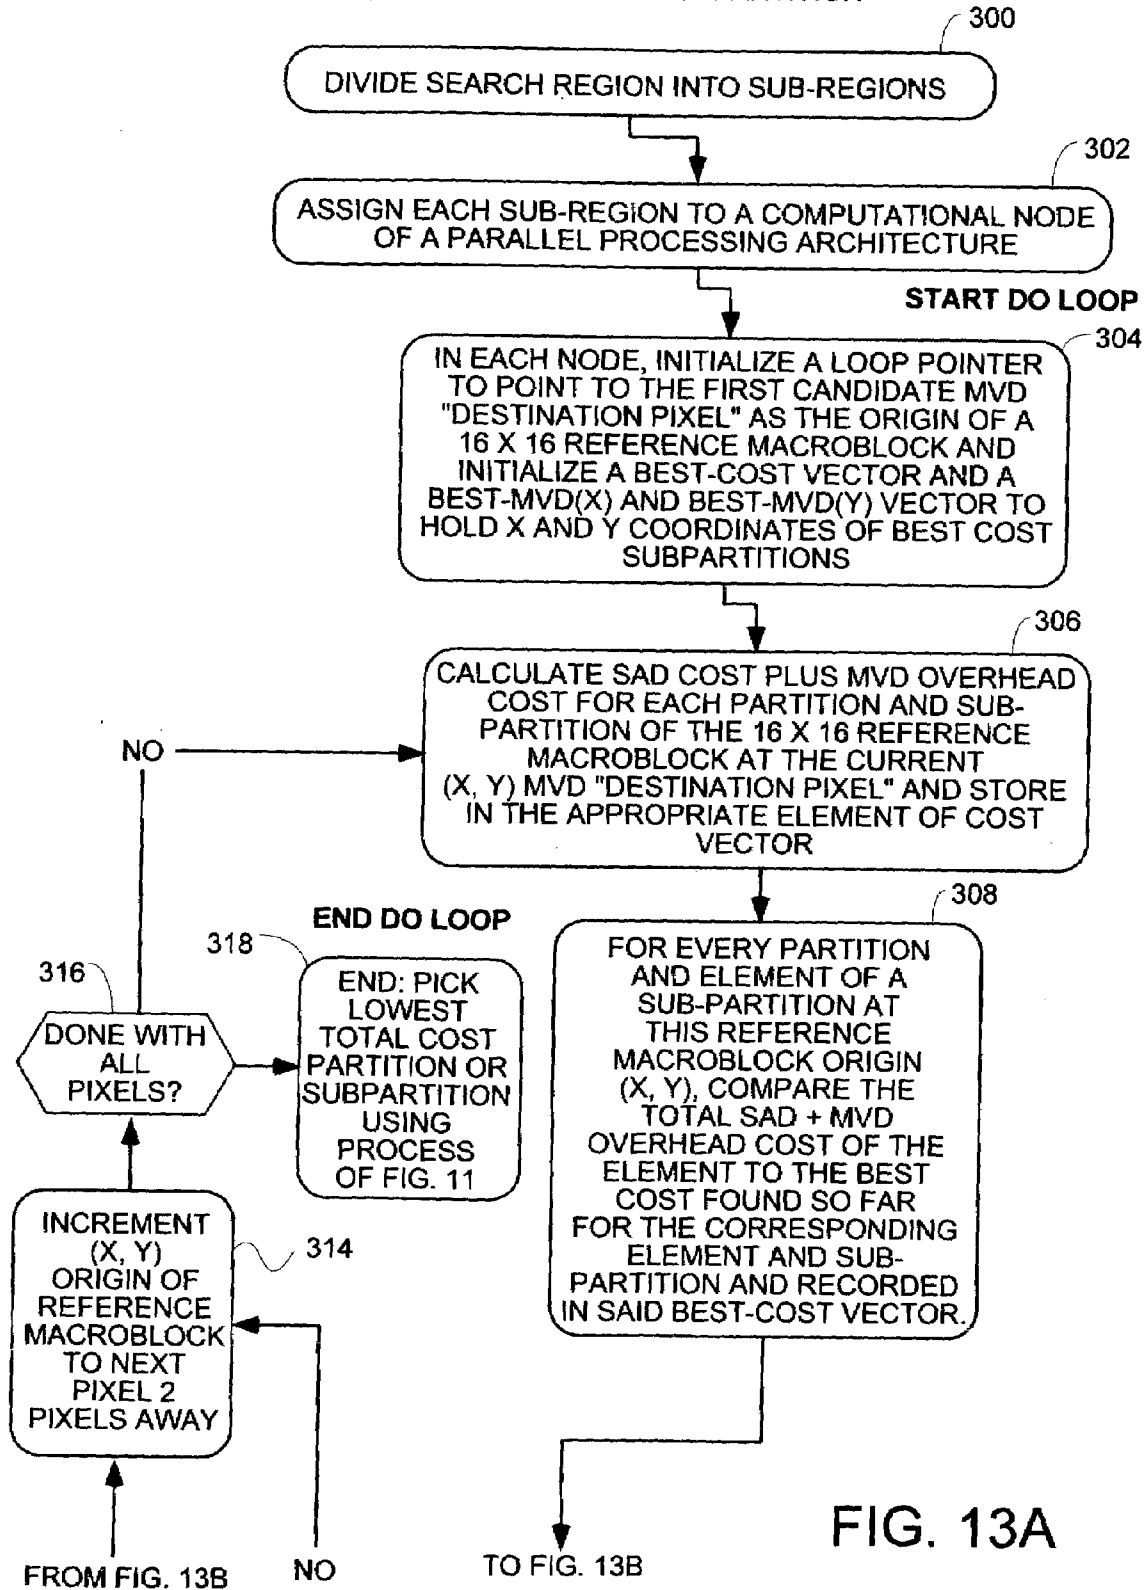 300
DIVIDE SEARCH REGION INTO SUB-REGIONS
302
ASSIGN EACH SUB-REGION TO A COMPUTATIONAL NODE
OF A PARALLEL PROCESSING ARCHITECTURE
START DO LOOP
304
IN EACH NODE, INITIALIZE A LOOP POINTER
TO POINT TO THE FIRST CANDIDATE MVD
"DESTINATION PIXEL" AS THE ORIGIN OF A
16 X 16 REFERENCE MACROBLOCK AND
INITIALIZE A BEST-COST VECTOR AND A
BEST-MVD(X) AND BEST-MVD(Y) VECTOR TO
HOLD X AND Y COORDINATES OF BEST COST
SUBPARTITIONS
306
CALCULATE SAD COST PLUS MVD OVERHEAD
COST FOR EACH PARTITION AND SUB-
PARTITION OF THE 16 X 16 REFERENCE
MACROBLOCK AT THE CURRENT
(X, Y) MVD "DESTINATION PIXEL" AND STORE
IN THE APPROPRIATE ELEMENT OF COST
VECTOR
NO
308
FOR EVERY PARTITION
AND ELEMENT OF A
SUB-PARTITION AT
THIS REFERENCE
MACROBLOCK ORIGIN
(X, Y), COMPARE THE
TOTAL SAD + MVD
OVERHEAD COST OF THE
ELEMENT TO THE BEST
COST FOUND SO FAR
FOR THE CORRESPONDING
ELEMENT AND SUB-
PARTITION AND RECORDED
IN SAID BEST-COST VECTOR.
END DO LOOP
318
END: PICK
LOWEST
TOTAL COST
PARTITION OR
SUBPARTITION
USING
PROCESS
OF FIG. 11
316
DONE WITH
ALL
PIXELS?
INCREMENT
(X, Y)
ORIGIN OF
REFERENCE
MACROBLOCK
TO NEXT
PIXEL 2
PIXELS AWAY
314
FROM FIG. 13B
NO
TO FIG. 13B
FIG. 13A